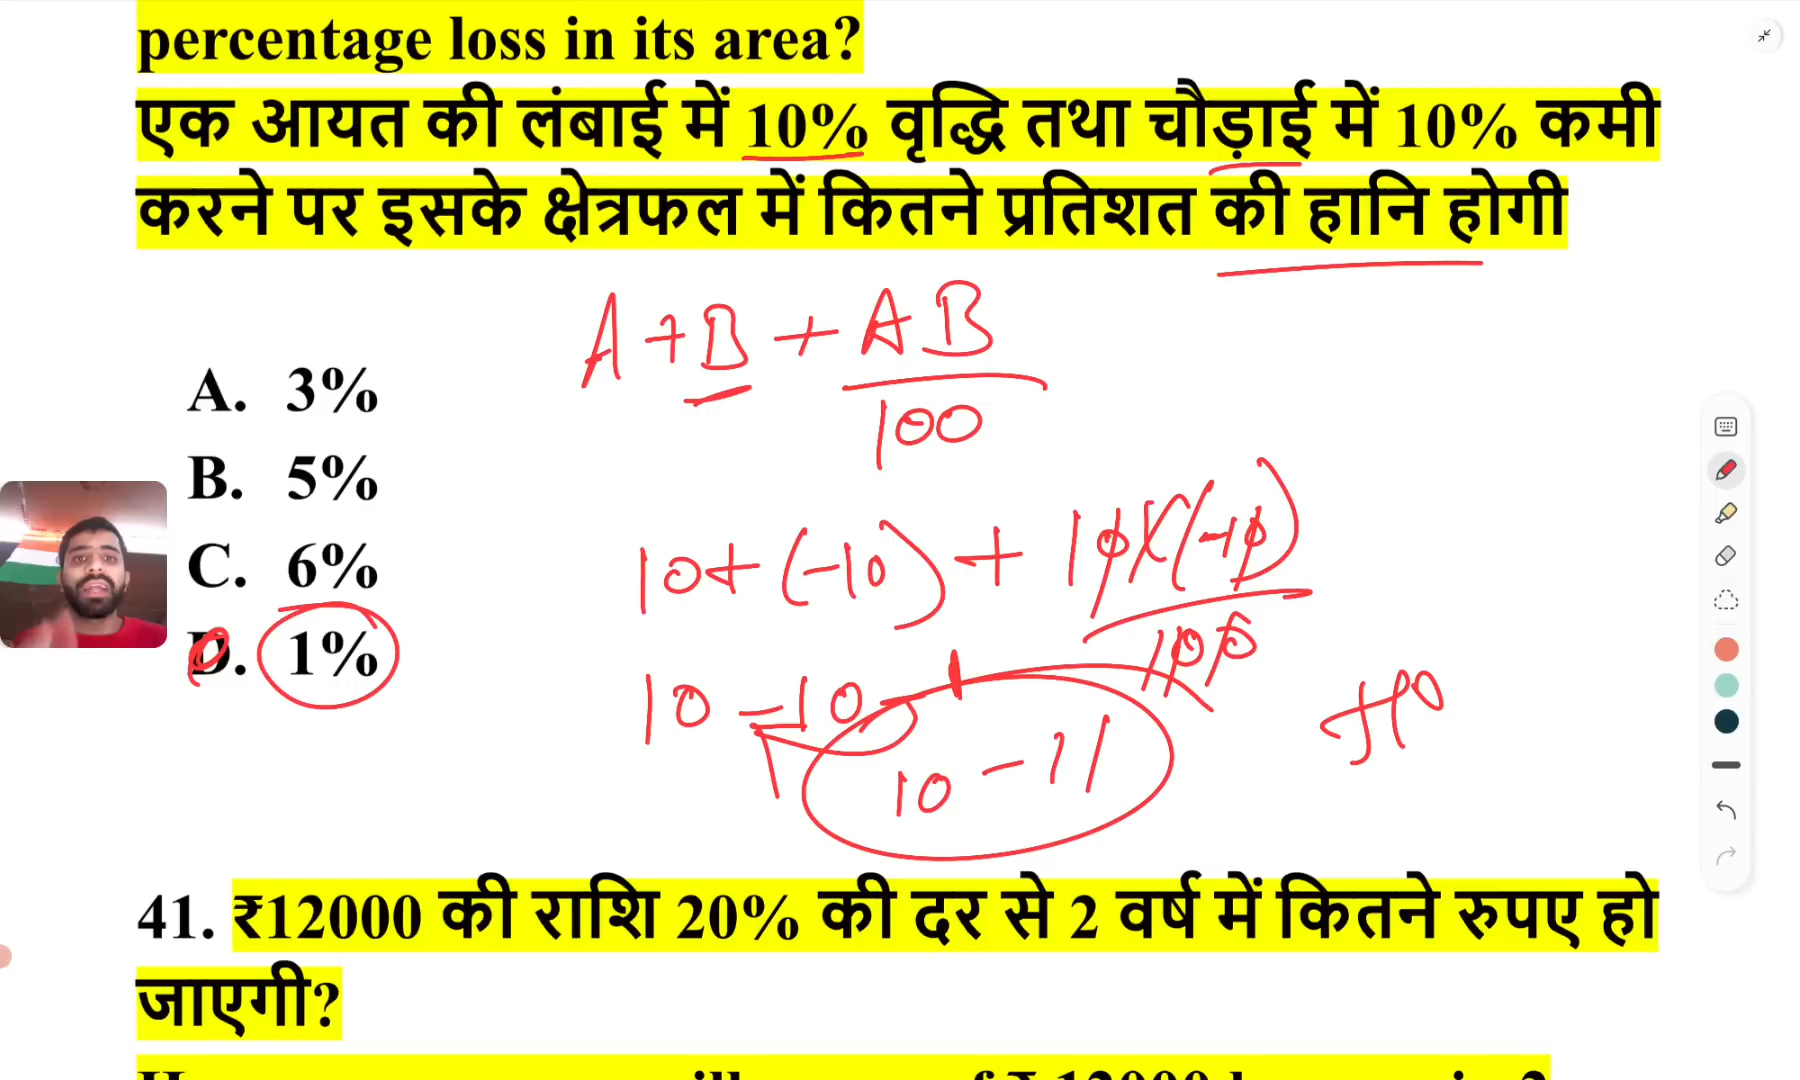 percentage loss in its area?
एक आयत की लंबाई में 10% वृद्धि तथा चौड़ाई में 10% कमी
करने पर इसके क्षेत्रफल में कितने प्रतिशत की हानि होगी
A + B + AB
100
A. 3%
B. 5%
10 + (-10) + 10 × (-10)
100
C. 6%
D. 1%
10 - 10 - 1
10 - 11
41. ₹12000 की राशि 20% की दर से 2 वर्ष में कितने रुपए हो
जाएगी?